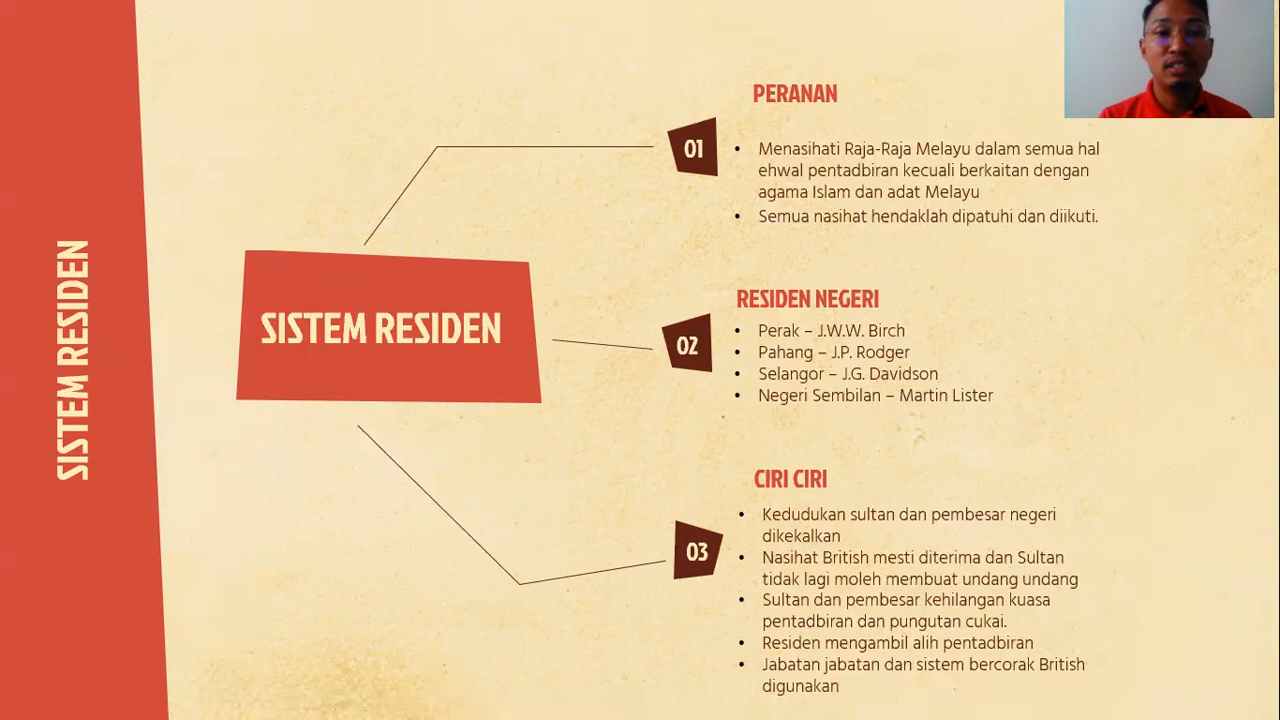 SISTEM RESIDEN
SISTEM RESIDEN
01
PERANAN
• Menasihati Raja-Raja Melayu dalam semua hal
ehwal pentadbiran kecuali berkaitan dengan
agama Islam dan adat Melayu
• Semua nasihat hendaklah dipatuhi dan diikuti.
02
RESIDEN NEGERI
• Perak – J.W.W. Birch
• Pahang – J.P. Rodger
• Selangor – J.G. Davidson
• Negeri Sembilan – Martin Lister
03
CIRI CIRI
• Kedudukan sultan dan pembesar negeri
dikekalkan
• Nasihat British mesti diterima dan Sultan
tidak lagi moleh membuat undang undang
• Sultan dan pembesar kehilangan kuasa
pentadbiran dan pungutan cukai.
• Residen mengambil alih pentadbiran
• Jabatan jabatan dan sistem bercorak British
digunakan